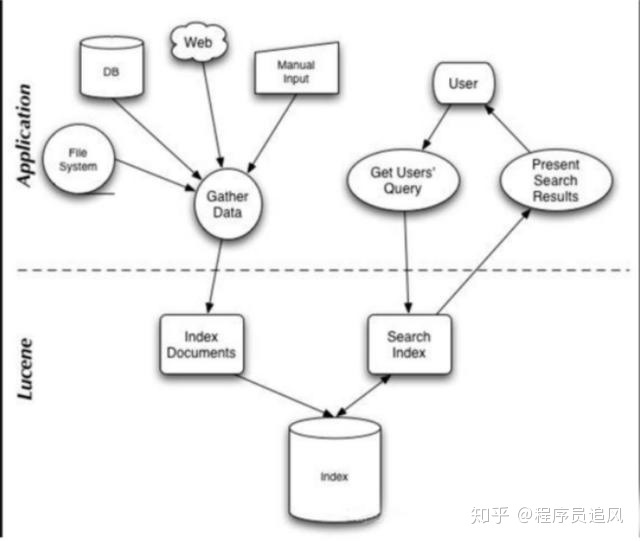 Application
DB
Web
Manual
Input
File
System
Gather
Data
User
Get Users'
Query
Present
Search
Results
Lucene
Index
Documents
Search
Index
Index
知乎 @程序员追风